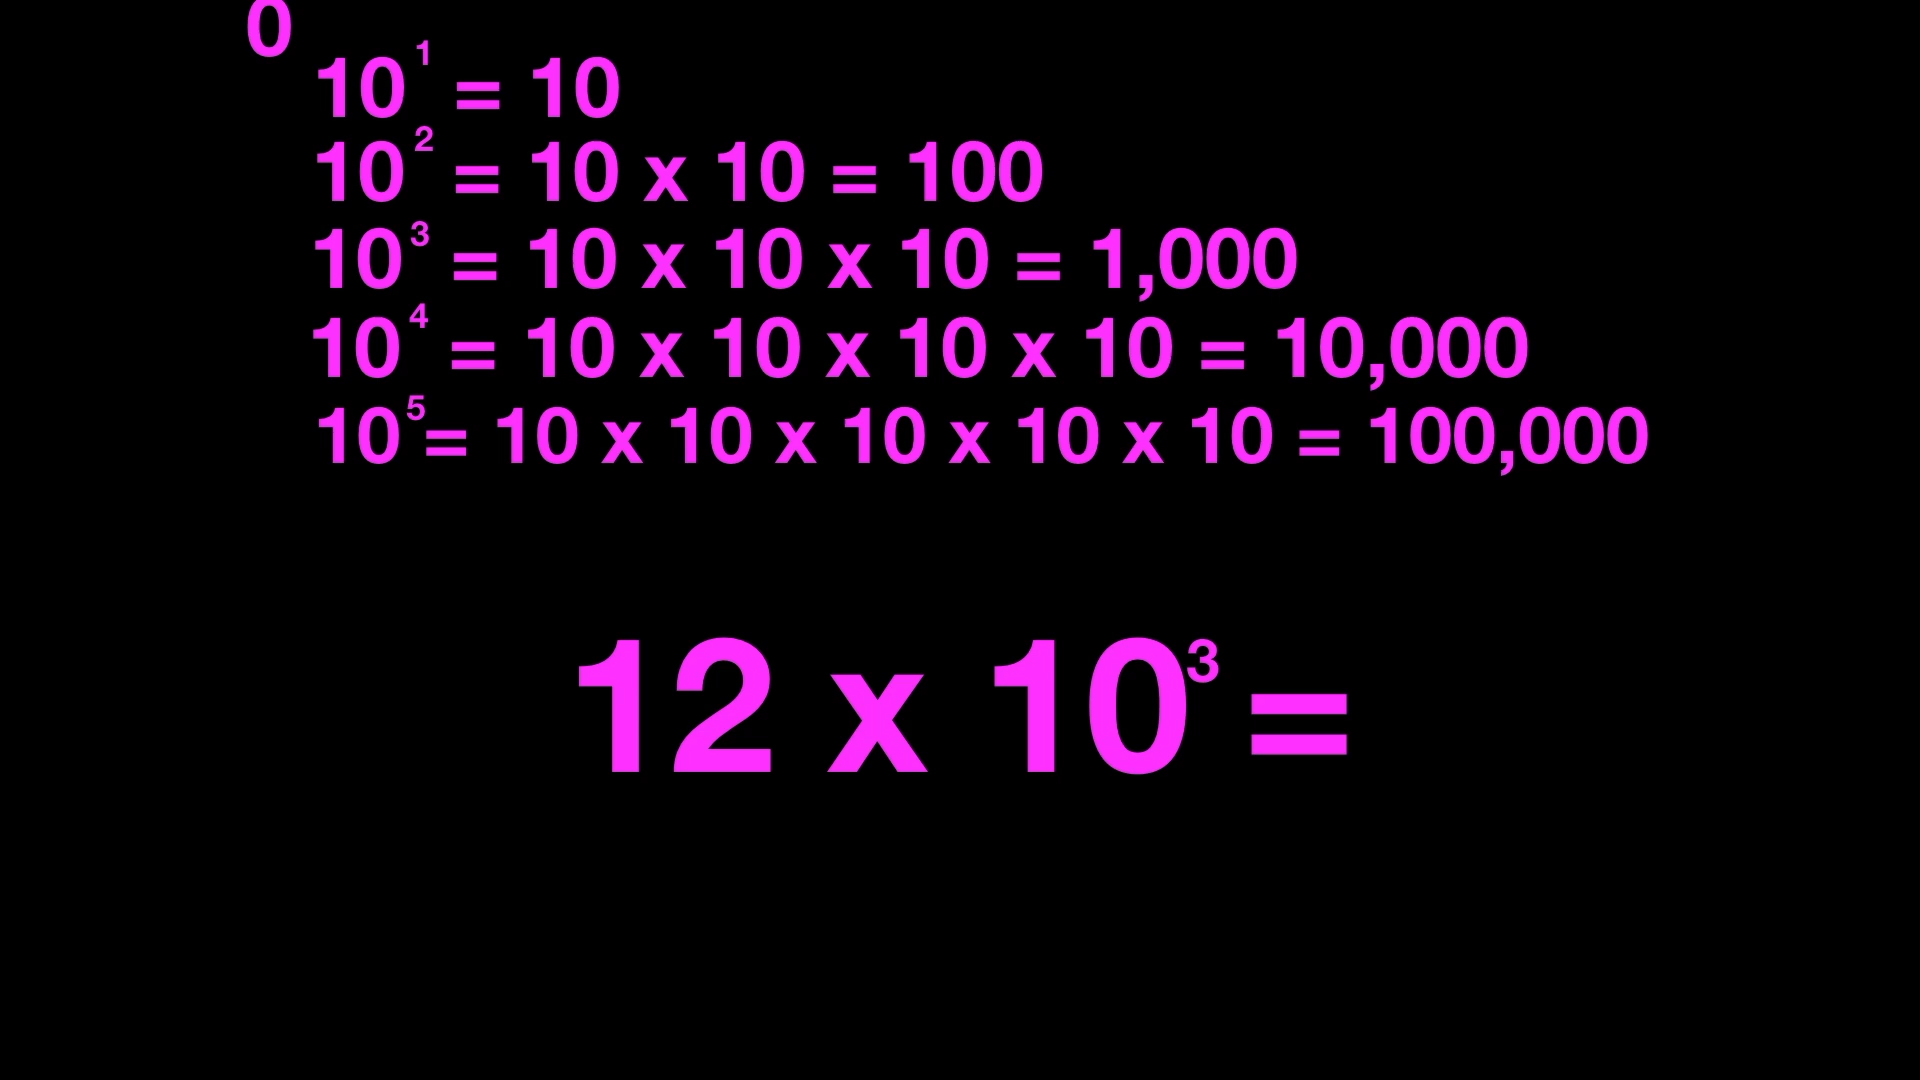 0
10¹ = 10
10² = 10 x 10 = 100
10³ = 10 x 10 x 10 = 1,000
10⁴ = 10 x 10 x 10 x 10 = 10,000
10⁵= 10 x 10 x 10 x 10 x 10 = 100,000
12 x 10³ =